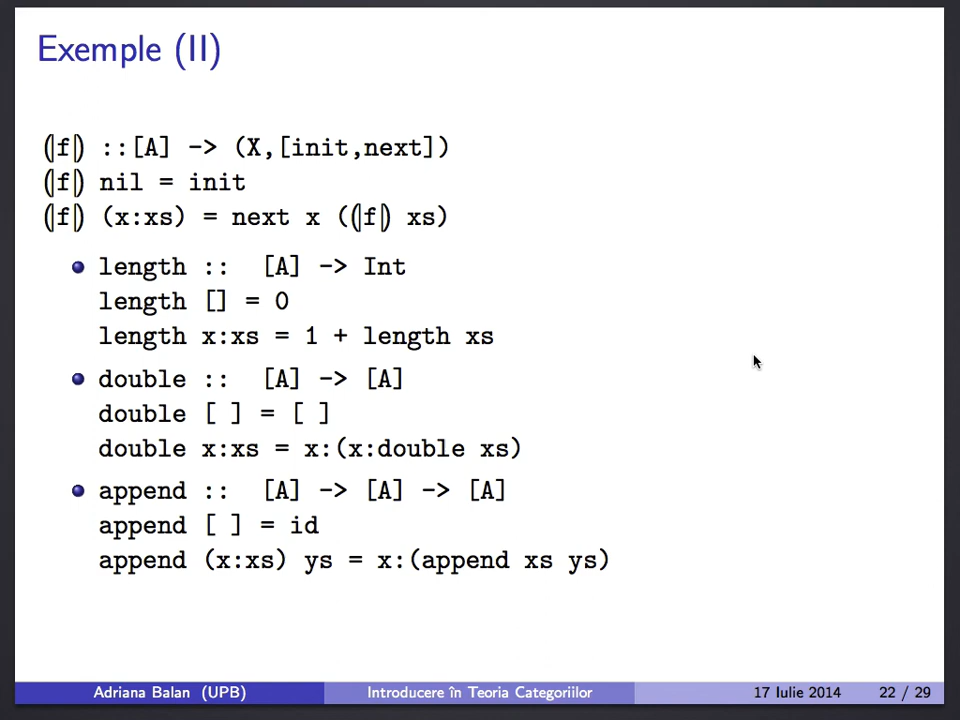 Exemple (II)
(|f|) ::[A] -> (X,[init,next])
(|f|) nil = init
(|f|) (x:xs) = next x ((|f|) xs)
length :: [A] -> Int
length [] = 0
length x:xs = 1 + length xs
double :: [A] -> [A]
double [ ] = [ ]
double x:xs = x:(x:double xs)
append :: [A] -> [A] -> [A]
append [ ] = id
append (x:xs) ys = x:(append xs ys)
Adriana Balan (UPB) Introducere în Teoria Categoriilor 17 Iulie 2014 22 / 29